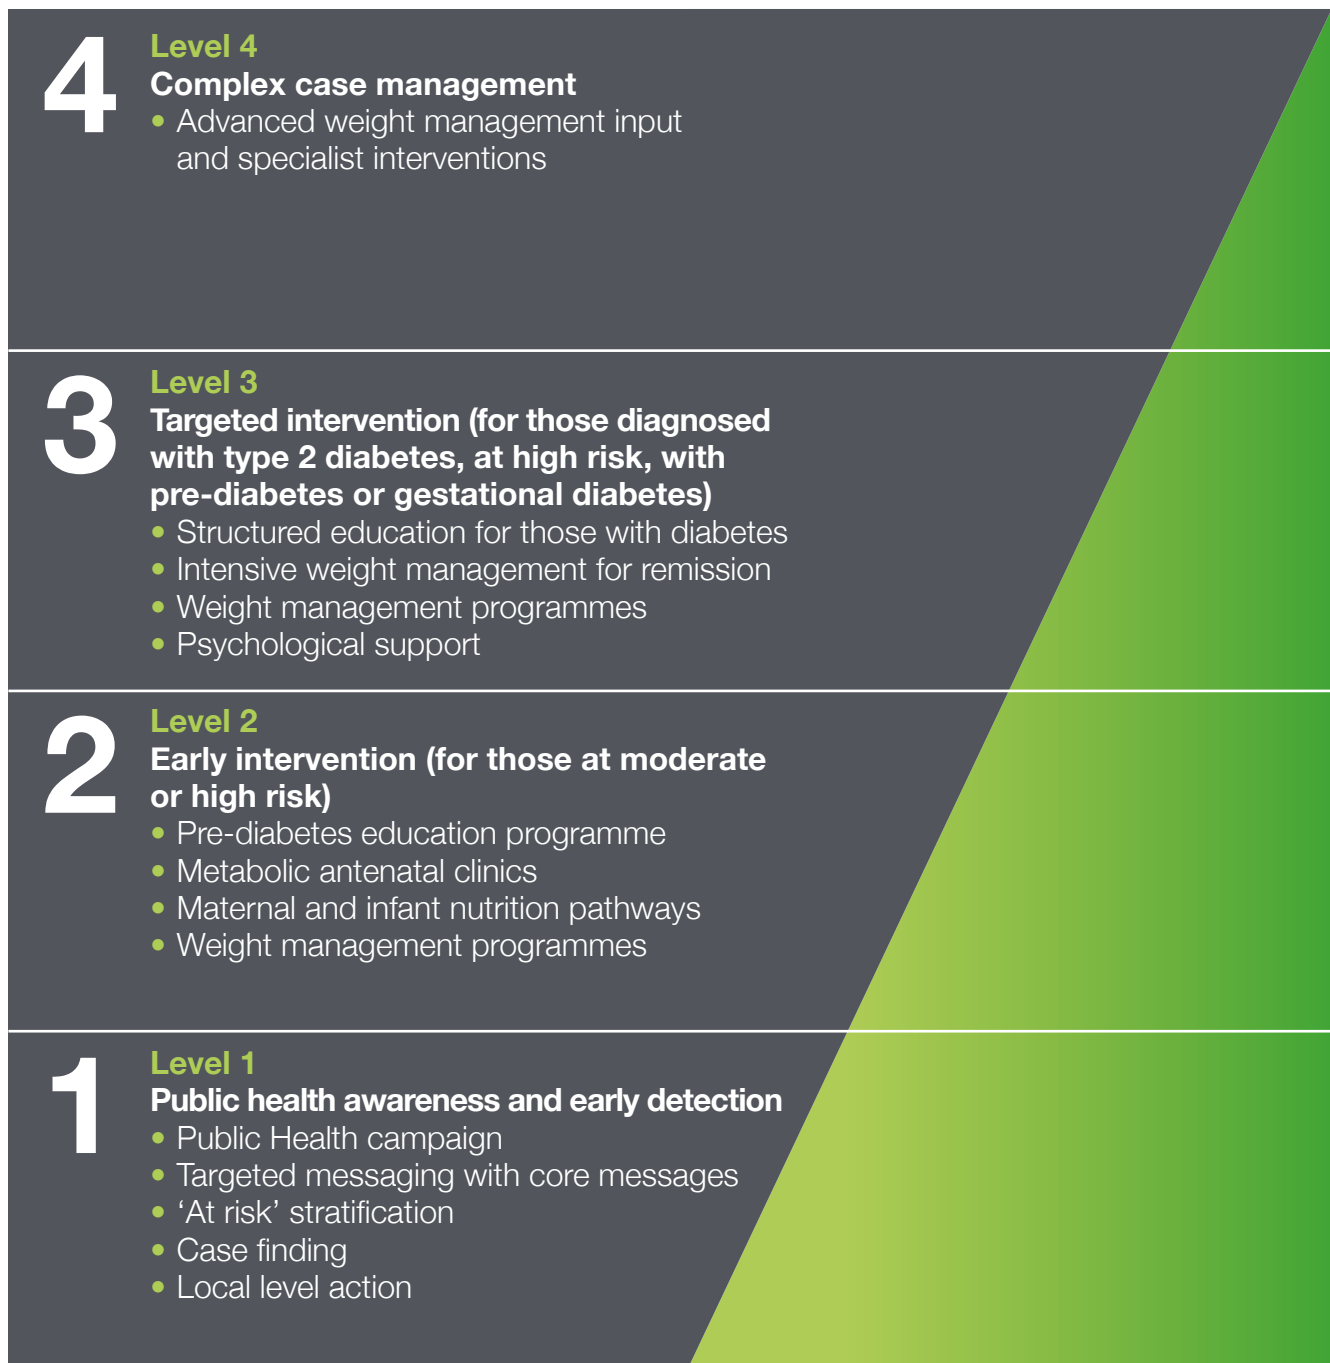 4
Level 4
Complex case management
• Advanced weight management input
and specialist interventions
3
Level 3
Targeted intervention (for those diagnosed
with type 2 diabetes, at high risk, with
pre-diabetes or gestational diabetes)
• Structured education for those with diabetes
• Intensive weight management for remission
• Weight management programmes
• Psychological support
2
Level 2
Early intervention (for those at moderate
or high risk)
• Pre-diabetes education programme
• Metabolic antenatal clinics
• Maternal and infant nutrition pathways
• Weight management programmes
1
Level 1
Public health awareness and early detection
• Public Health campaign
• Targeted messaging with core messages
• ‘At risk’ stratification
• Case finding
• Local level action